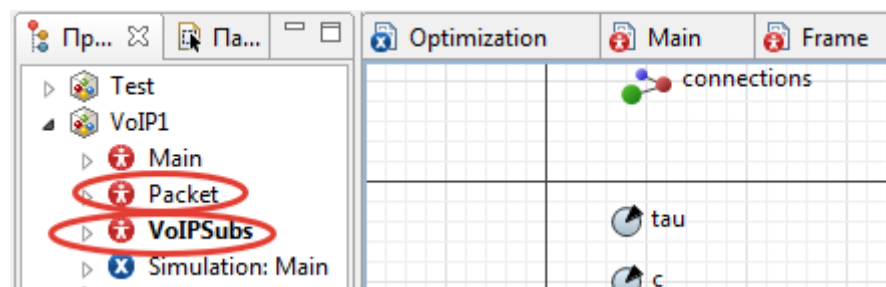 Пр... Па... Optimization Main Frame
connections
Test
VoIP1
Main
Packet
VoIPSubs
tau
Simulation: Main
c